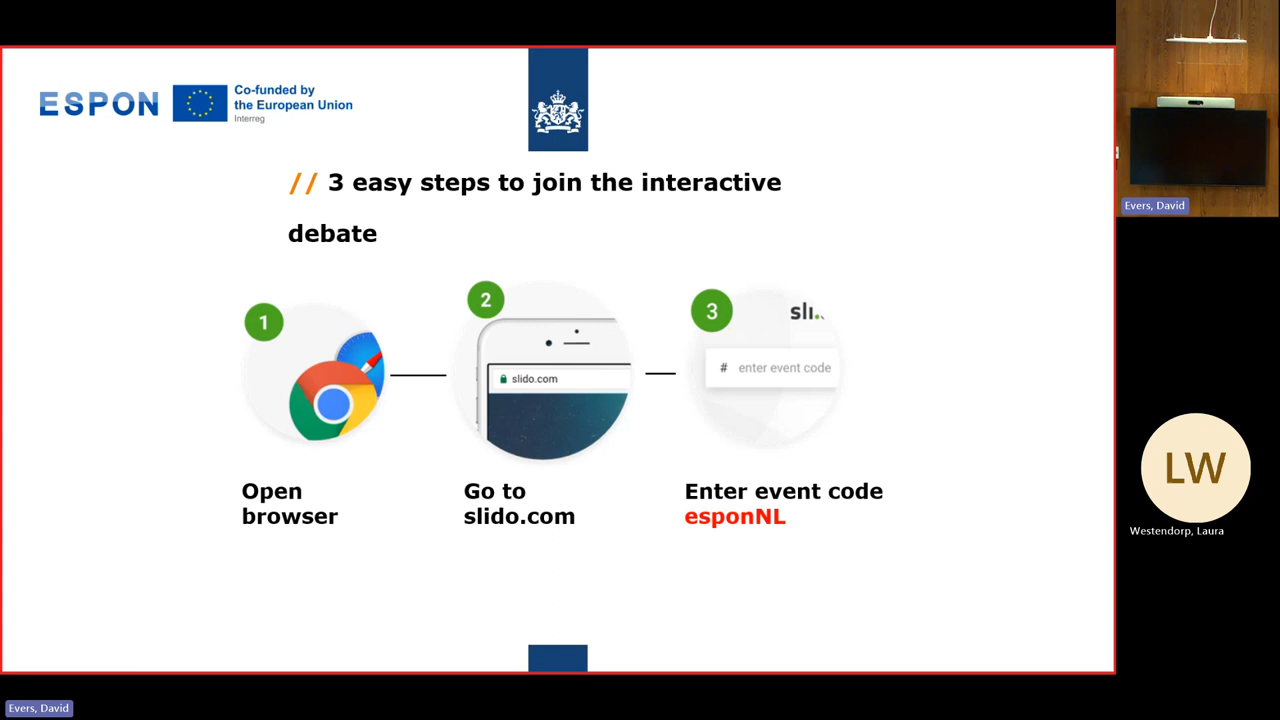 ESPON
Co-funded by
the European Union
Interreg
// 3 easy steps to join the interactive
debate
1
2
3
slido.com
sli.
# enter event code
Open
browser
Go to
slido.com
Enter event code
esponNL
Evers, David
LW
Westendorp, Laura
Evers, David